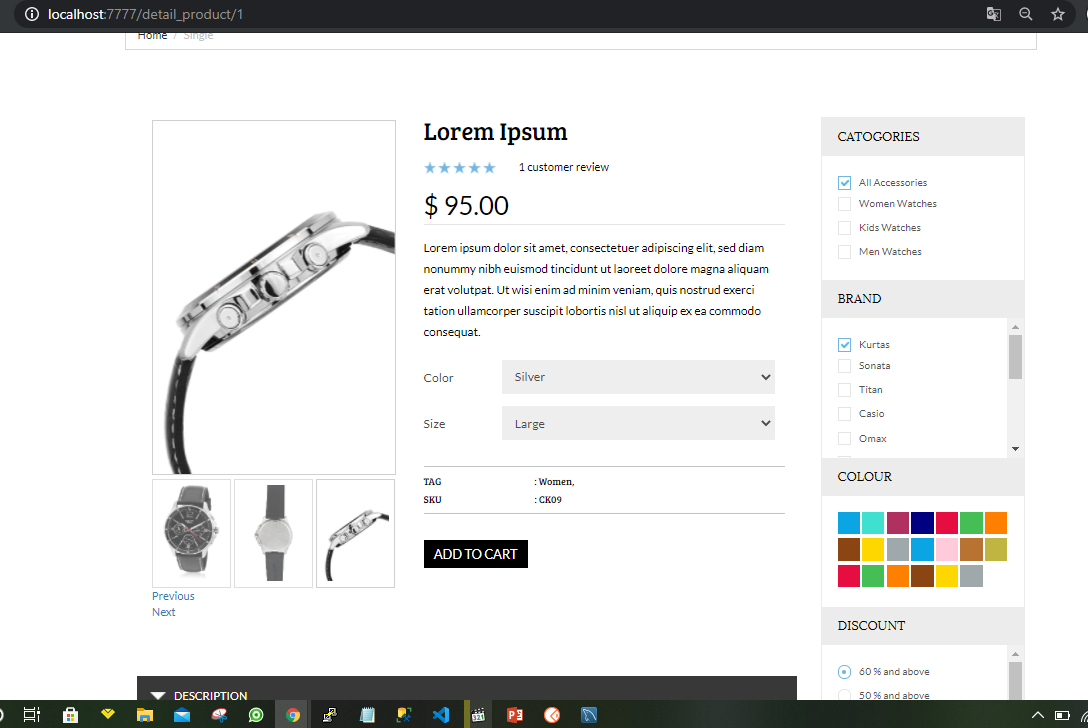 localhost:7777/detail_product/1
Home / Single
Lorem Ipsum
1 customer review
$ 95.00
Lorem ipsum dolor sit amet, consectetuer adipiscing elit, sed diam
nonummy nibh euismod tincidunt ut laoreet dolore magna aliquam
erat volutpat. Ut wisi enim ad minim veniam, quis nostrud exerci
tation ullamcorper suscipit lobortis nisl ut aliquip ex ea commodo
consequat.
Color Silver
Size Large
TAG : Women,
SKU : CK09
ADD TO CART
Previous
Next
DESCRIPTION
CATOGORIES
All Accessories
Women Watches
Kids Watches
Men Watches
BRAND
Kurtas
Sonata
Titan
Casio
Omax
COLOUR
DISCOUNT
60 % and above
50 % and above